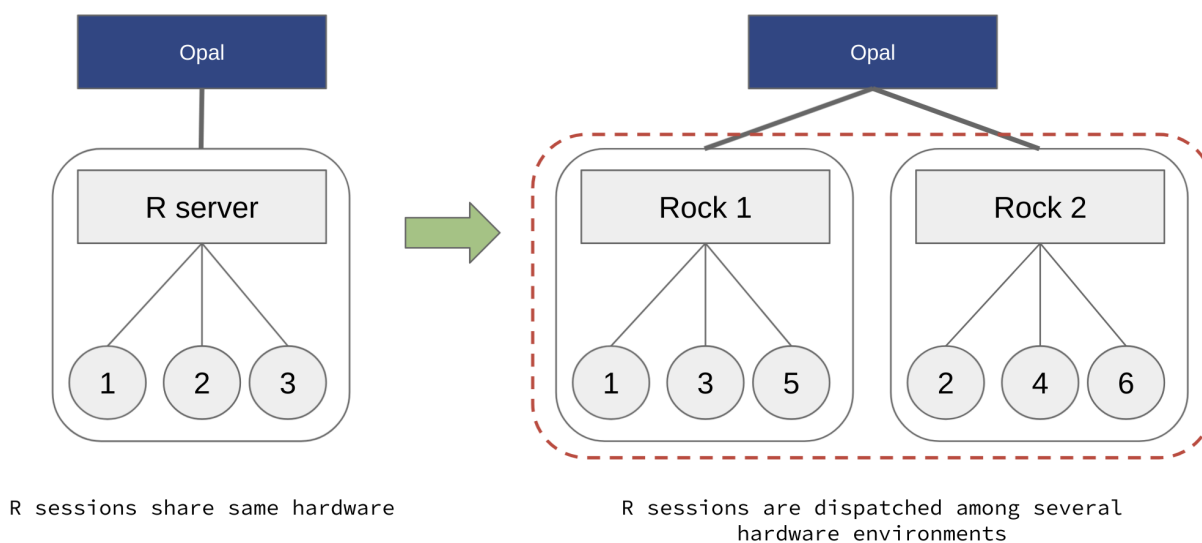 Opal
R server
1 2 3
R sessions share same hardware
Opal
Rock 1
1 3 5
Rock 2
2 4 6
R sessions are dispatched among several
hardware environments